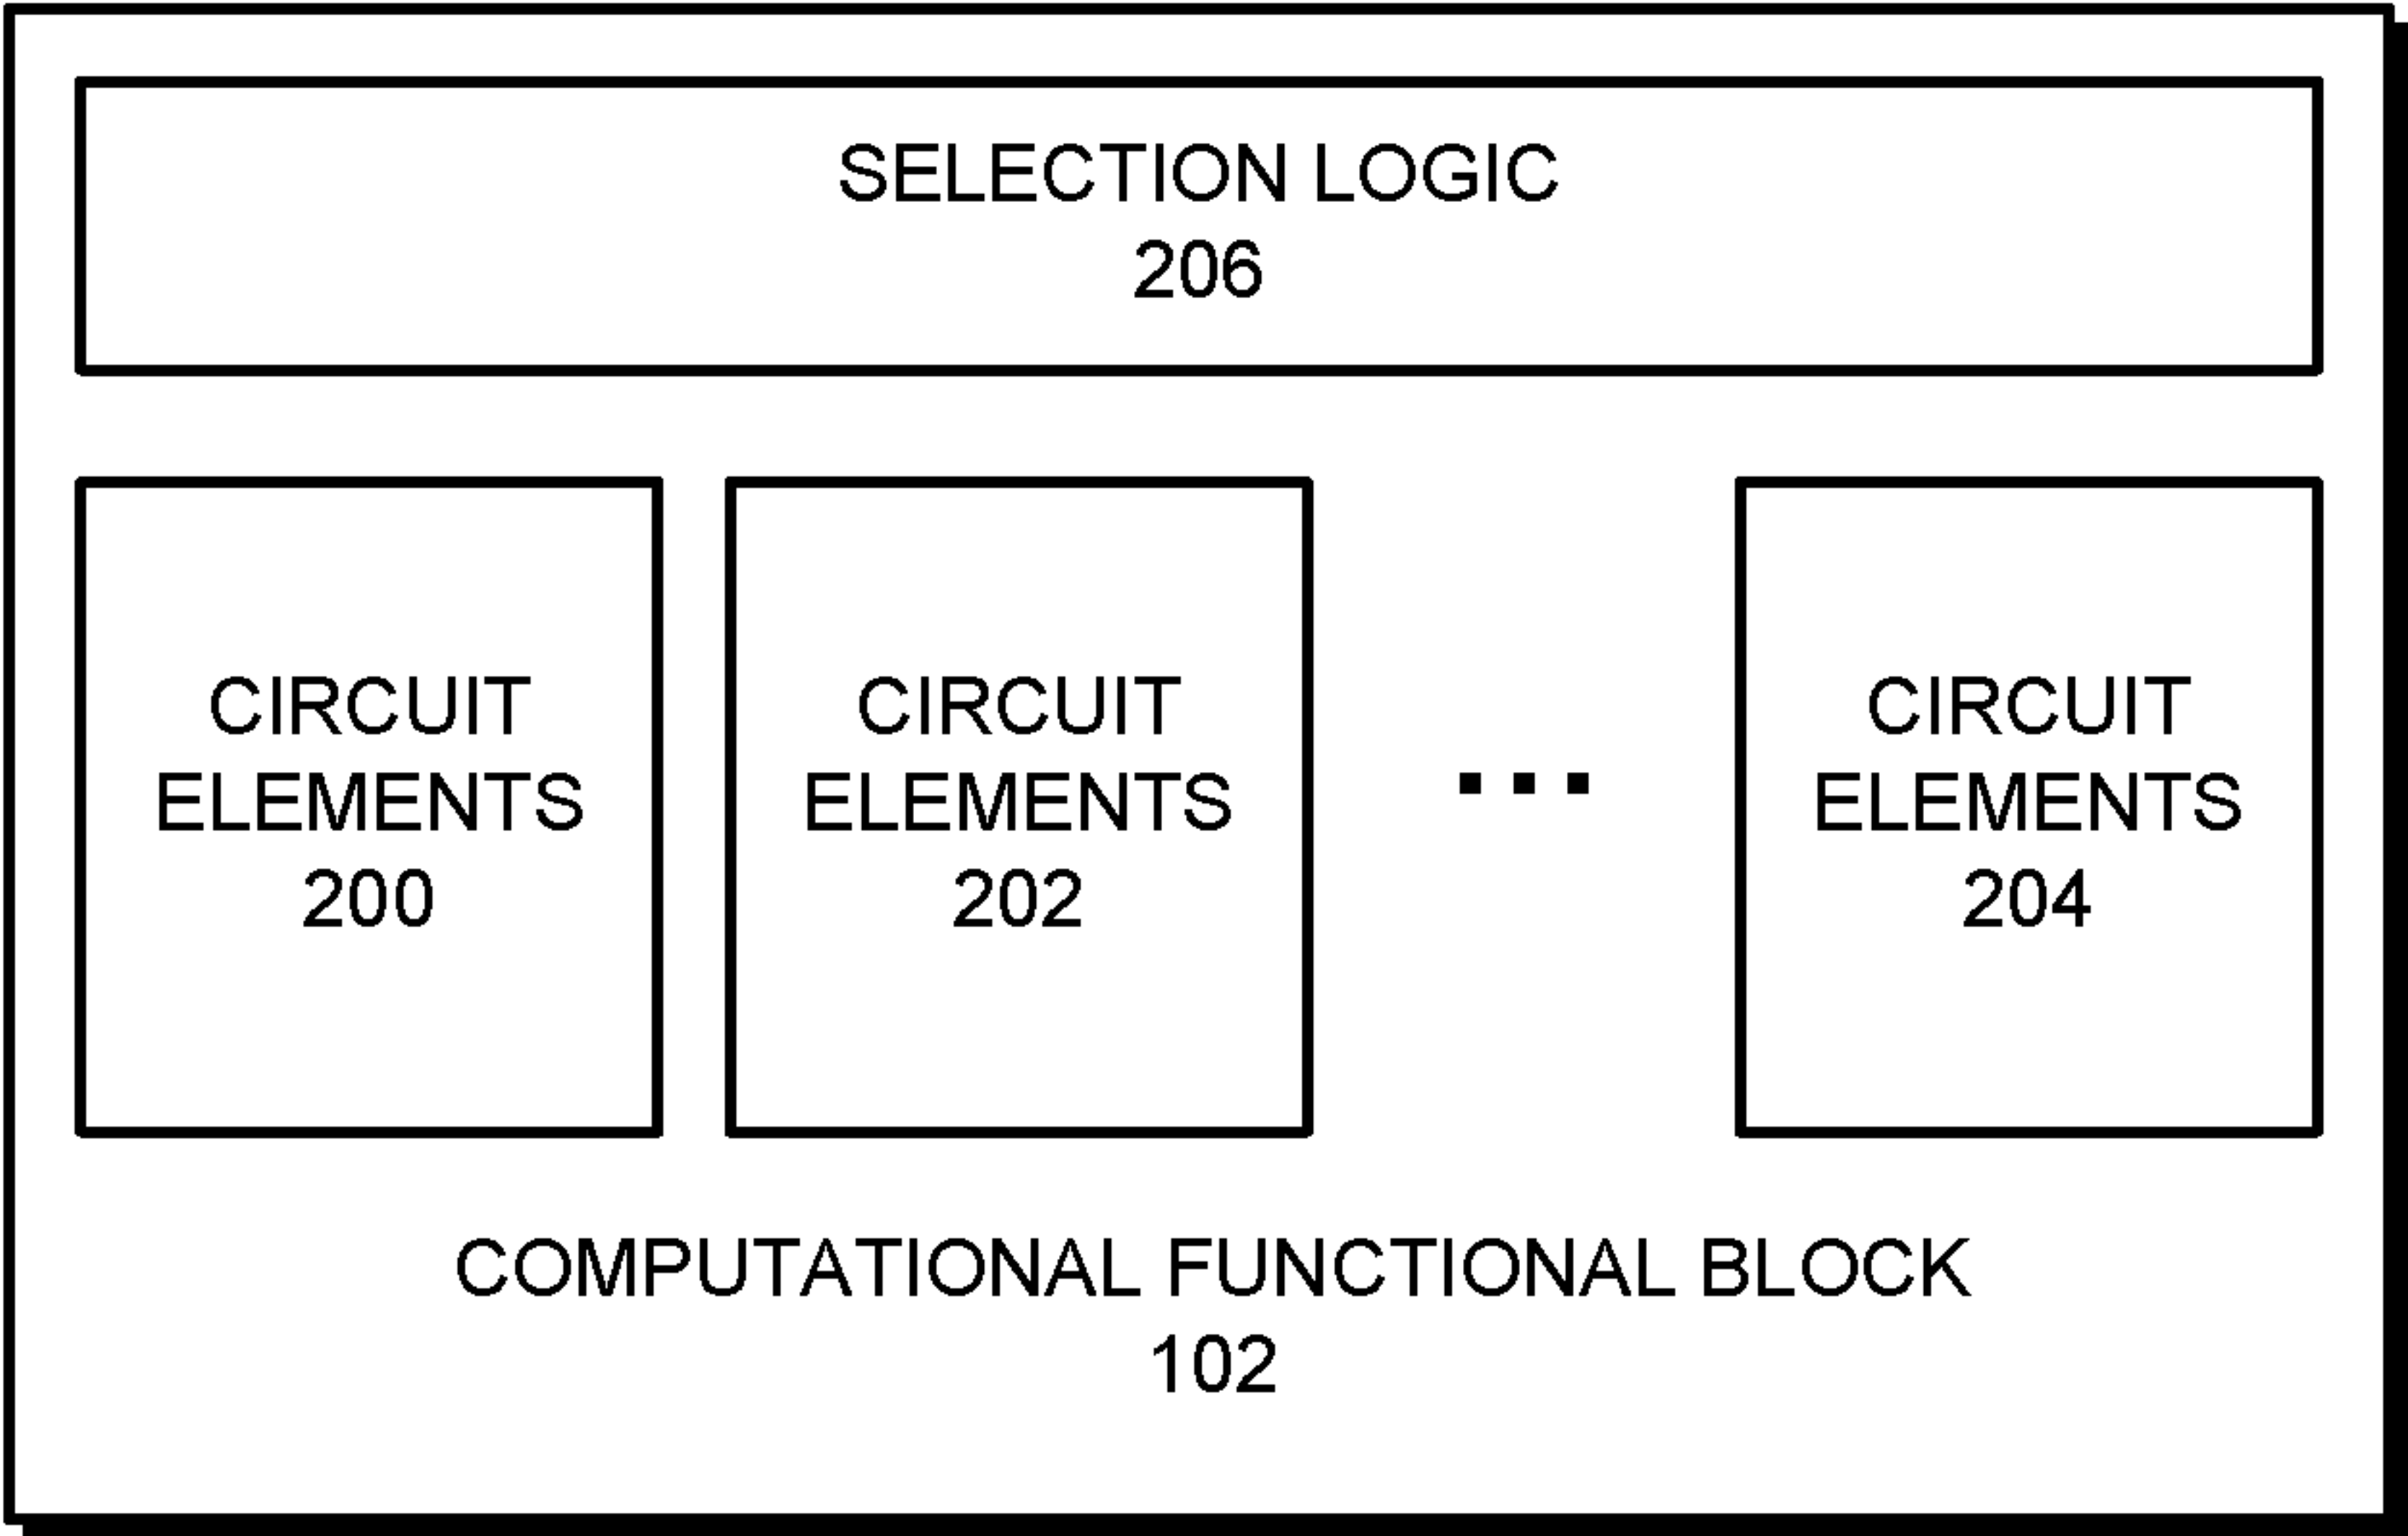 SELECTION LOGIC
206
CIRCUIT
ELEMENTS
200
CIRCUIT
ELEMENTS
202
...
CIRCUIT
ELEMENTS
204
COMPUTATIONAL FUNCTIONAL BLOCK
102